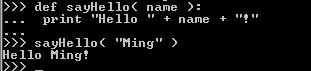 >>> def sayHello( name ):
...  print "Hello " + name + "!"
...
>>> sayHello( "Ming" )
Hello Ming!
>>> _